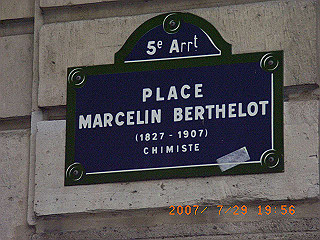 5e Arrt
PLACE
MARCELIN BERTHELOT
(1827 - 1907)
CHIMISTE
2007/ 7/29 19:56